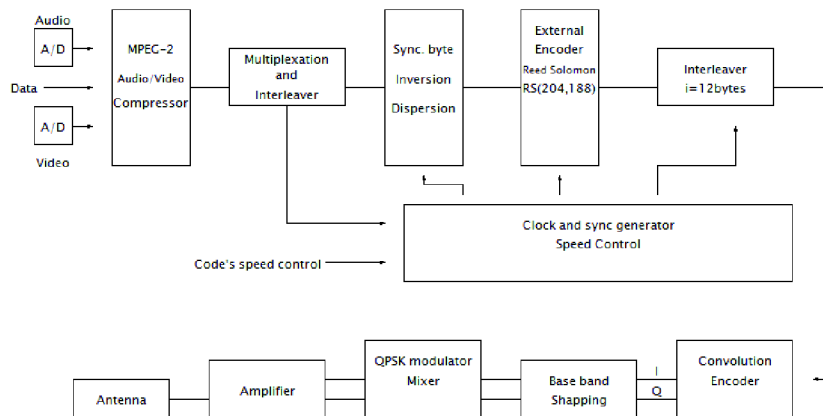 Audio
A/D
Data
A/D
Video
MPEG-2
Audio/Video
Compressor
Multiplexation
and
Interleaver
Sync. byte
Inversion
Dispersion
External
Encoder
Reed Solomon
RS(204,188)
Interleaver
i=12bytes
Clock and sync generator
Speed Control
Code's speed control
Antenna
Amplifier
QPSK modulator
Mixer
Base band
Shapping
I
Q
Convolution
Encoder